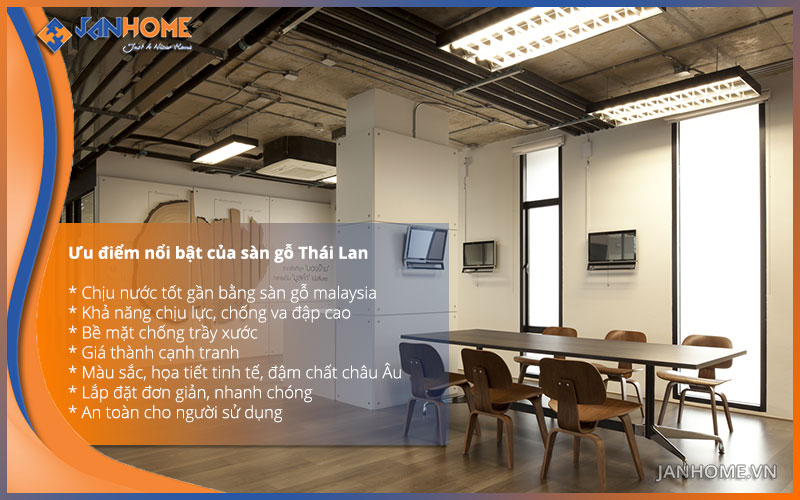 JANHOME
Just A Nicer Home
Ưu điểm nổi bật của sàn gỗ Thái Lan
* Chịu nước tốt gần bằng sàn gỗ malaysia
* Khả năng chịu lực, chống va đập cao
* Bề mặt chống trầy xước
* Giá thành cạnh tranh
* Màu sắc, họa tiết tinh tế, đậm chất châu Âu
* Lắp đặt đơn giản, nhanh chóng
* An toàn cho người sử dụng
JANHOME.VN